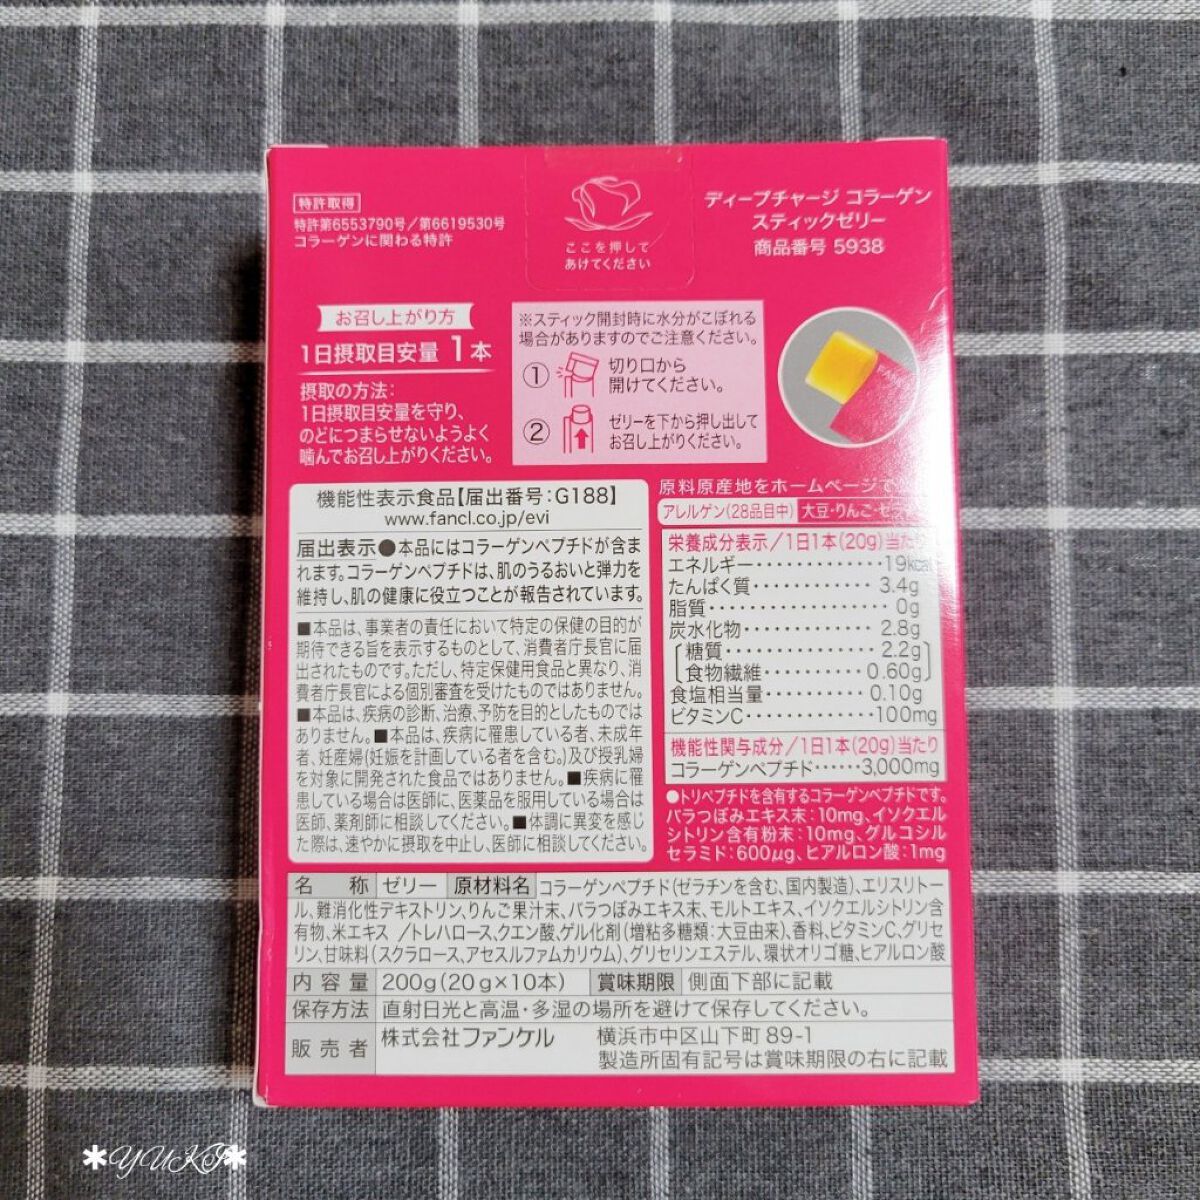 特許取得
特許第6553790号/第6619530号
コラーゲンに関わる特許
ここを押して
あけてください
ディープチャージ コラーゲン
スティックゼリー
商品番号 5938
お召し上がり方
1日摂取目安量 1本
摂取の方法:
1日摂取目安量を守り、
のどにつまらせないようよく
噛んでお召し上がりください。
※スティック開封時に水分がこぼれる
場合がありますのでご注意ください。
① 切り口から
開けてください。
② ゼリーを下から押し出して
お召し上がりください。
機能性表示食品【届出番号:G188】
www.fancl.co.jp/evi
届出表示●本品にはコラーゲンペプチドが含ま
れます。コラーゲンペプチドは、肌のうるおいと弾力を
維持し、肌の健康に役立つことが報告されています。
■本品は、事業者の責任において特定の保健の目的が
期待できる旨を表示するものとして、消費者庁長官に届
出されたものです。ただし、特定保健用食品と異なり、消
費者庁長官による個別審査を受けたものではありません。
■本品は、疾病の診断、治療、予防を目的としたものでは
ありません。■本品は、疾病に罹患している者、未成年
者、妊産婦(妊娠を計画している者を含む。)及び授乳婦
を対象に開発された食品ではありません。■疾病に罹
患している場合は医師に、医薬品を服用している場合は
医師、薬剤師に相談してください。■体調に異変を感じ
た際は、速やかに摂取を中止し、医師に相談してください。
原料原産地をホームページで
アレルゲン(28品目中) 大豆・りんご・ゼラ
栄養成分表示/1日1本(20g)当たり
エネルギー・・・・・・・・・・・・・19kcal
たんぱく質・・・・・・・・・・・・・3.4g
脂質・・・・・・・・・・・・・・・・・0g
炭水化物・・・・・・・・・・・・・・2.8g
糖質・・・・・・・・・・・・・・・2.2g
食物繊維・・・・・・・・・・0.60g
食塩相当量・・・・・・・・・・・0.10g
ビタミンC・・・・・・・・・・・・・100mg
機能性関与成分/1日1本(20g)当たり
コラーゲンペプチド・・・・・・3,000mg
●トリペプチドを含有するコラーゲンペプチドです。
バラつぼみエキス末:10mg、イソクエル
シトリン含有粉末:10mg、グルコシル
セラミド:600μg、ヒアルロン酸:1mg
名 称 ゼリー 原材料名 コラーゲンペプチド(ゼラチンを含む、国内製造)、エリスリトー
ル、難消化性デキストリン、りんご果汁末、バラつぼみエキス末、モルトエキス、イソクエルシトリン含
有物、米エキス/トレハロース、クエン酸、ゲル化剤(増粘多糖類:大豆由来)、香料、ビタミンC、グリセ
リン、甘味料(スクラロース、アセスルファムカリウム)、グリセリンエステル、環状オリゴ糖、ヒアルロン酸
内容量 200g(20g×10本) 賞味期限 側面下部に記載
保存方法 直射日光と高温・多湿の場所を避けて保存してください。
販売者 株式会社ファンケル 横浜市中区山下町89-1
製造所固有記号は賞味期限の右に記載
*YUKI*